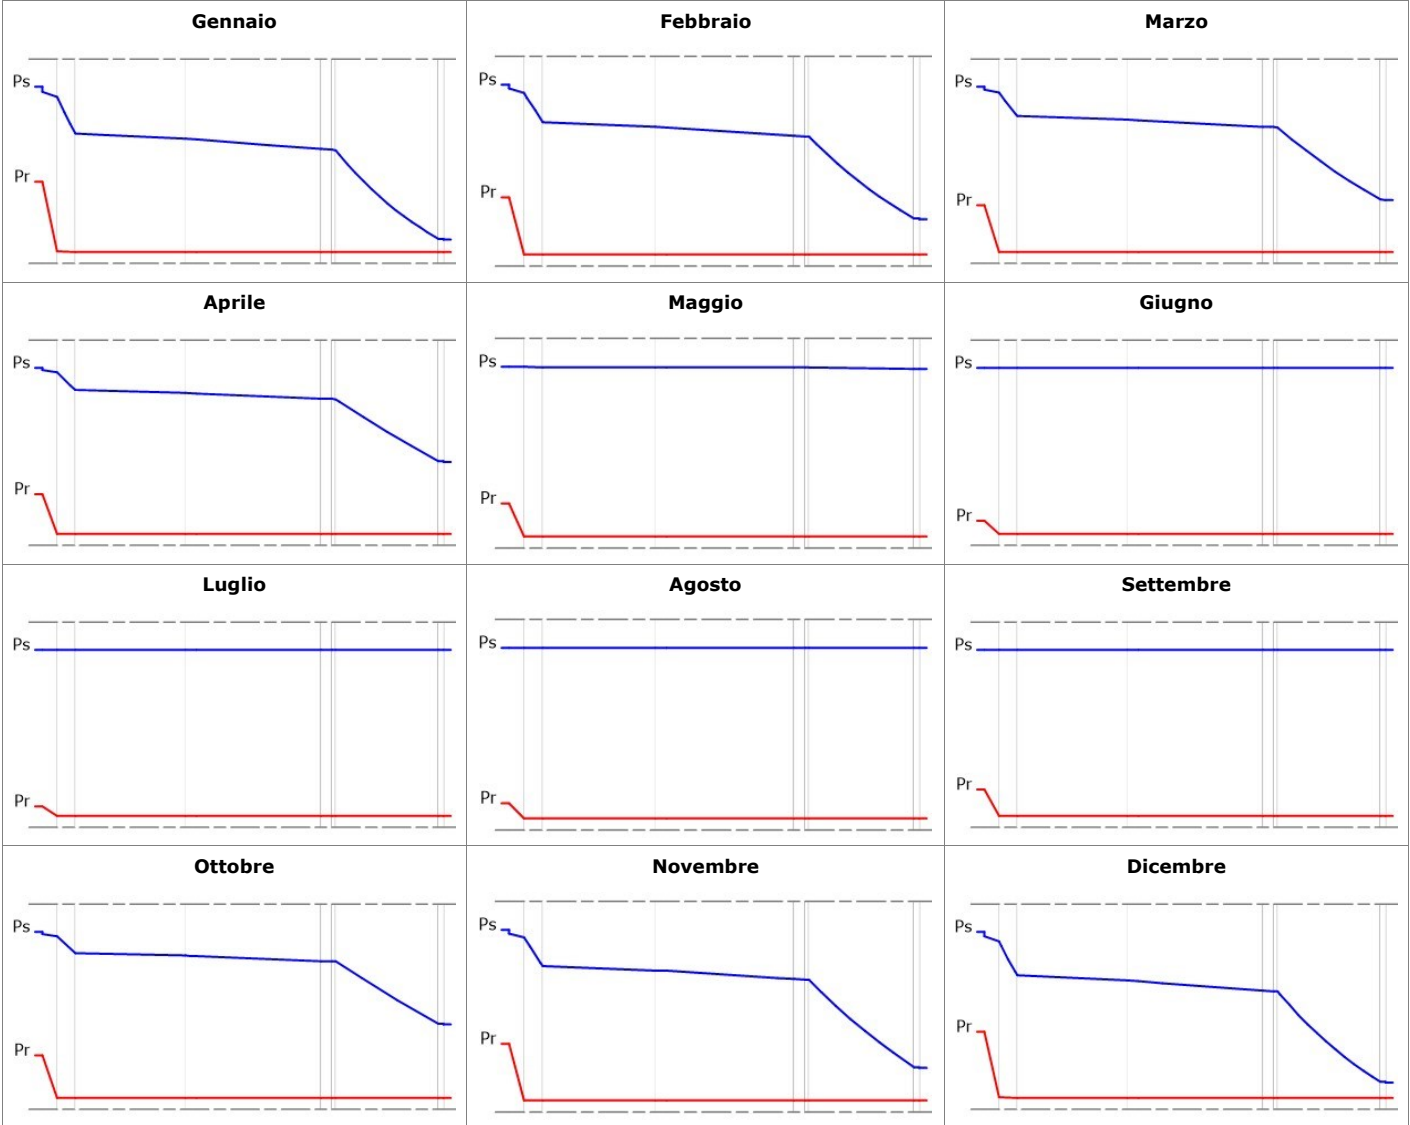 Gennaio
Febbraio
Marzo
Ps
Ps
Ps
Pr
Pr
Pr
Aprile
Maggio
Giugno
Ps
Ps
Ps
Pr
Pr
Pr
Luglio
Agosto
Settembre
Ps
Ps
Ps
Pr
Pr
Pr
Ottobre
Novembre
Dicembre
Ps
Ps
Ps
Pr
Pr
Pr